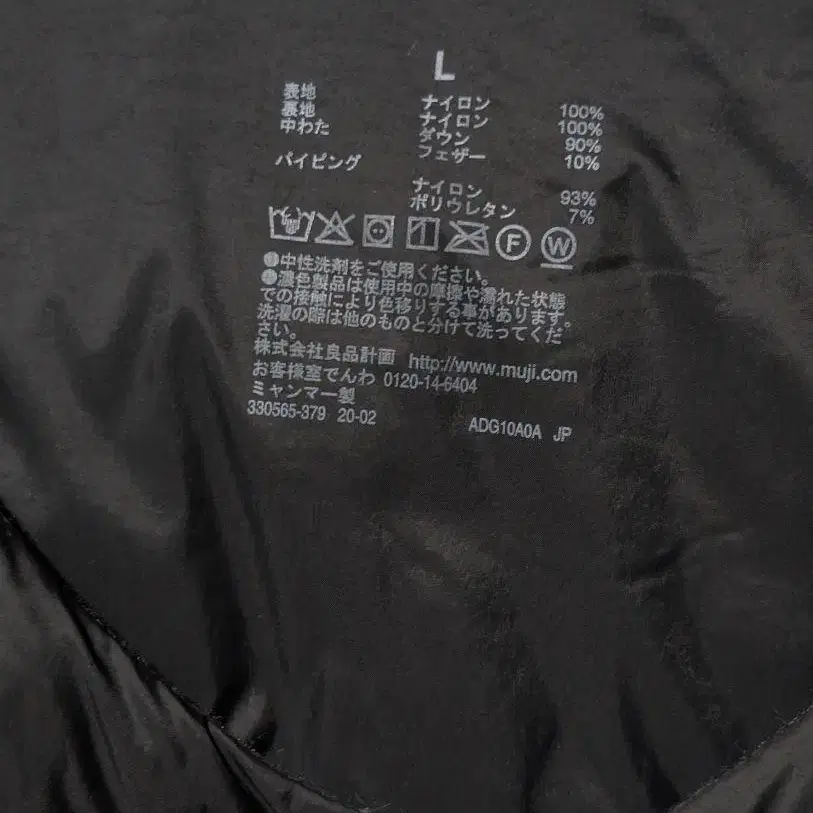 L
表地 ナイロン 100%
裏地 ナイロン 100%
中わた ダウン 90%
フェザー 10%
パイピング
ナイロン 93%
ポリウレタン 7%
F W
●中性洗剤をご使用ください。
●濃色製品は使用中の摩擦や濡れた状態
での接触により色移りする事があります。
洗濯の際は他のものと分けて洗ってくだ
さい。
株式会社良品計画 http://www.muji.com
お客様室でんわ 0120-14-6404
ミャンマー製
330565-379 20-02
ADG10A0A JP